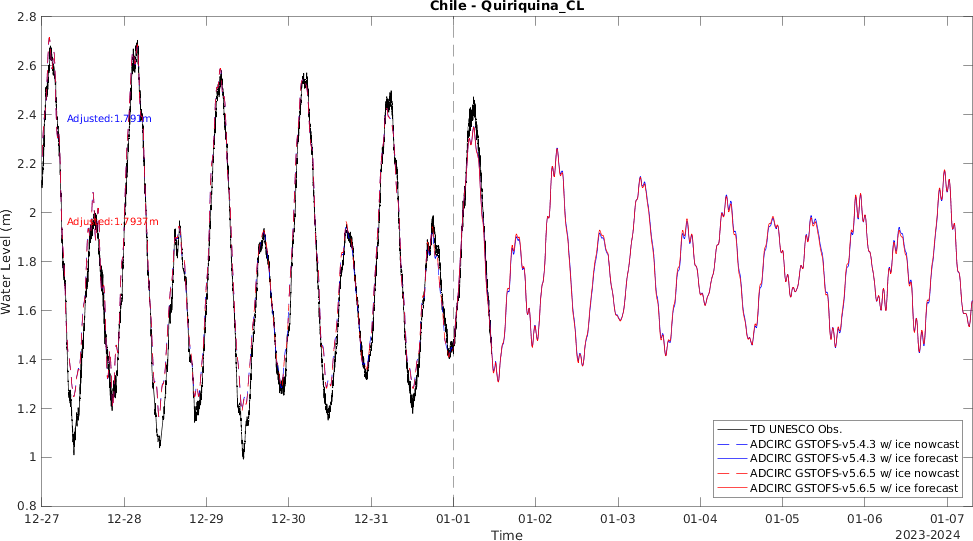 Chile - Quiriquina_CL
2.8
2.6
2.4
2.2
2
1.8
1.6
1.4
1.2
1
0.8
Water Level (m)
Adjusted:1.791m
Adjusted:1.7937m
TD UNESCO Obs.
ADCIRC GSTOFS-v5.4.3 w/ ice nowcast
ADCIRC GSTOFS-v5.4.3 w/ ice forecast
ADCIRC GSTOFS-v5.6.5 w/ ice nowcast
ADCIRC GSTOFS-v5.6.5 w/ ice forecast
12-27 12-28 12-29 12-30 12-31 01-01 01-02 01-03 01-04 01-05 01-06 01-07
Time
2023-2024